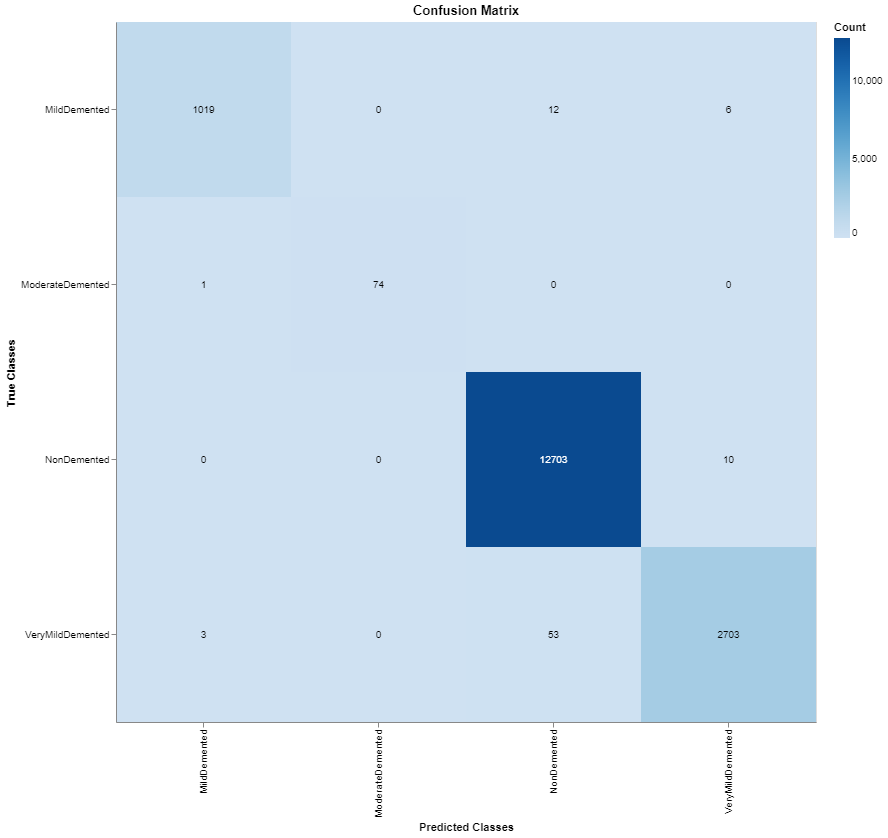 Confusion Matrix
Count
10,000
5,000
0
True Classes
MildDemented
1019 0 12 6
ModerateDemented
1 74 0 0
NonDemented
0 0 12703 10
VeryMildDemented
3 0 53 2703
MildDemented
ModerateDemented
NonDemented
VeryMildDemented
Predicted Classes